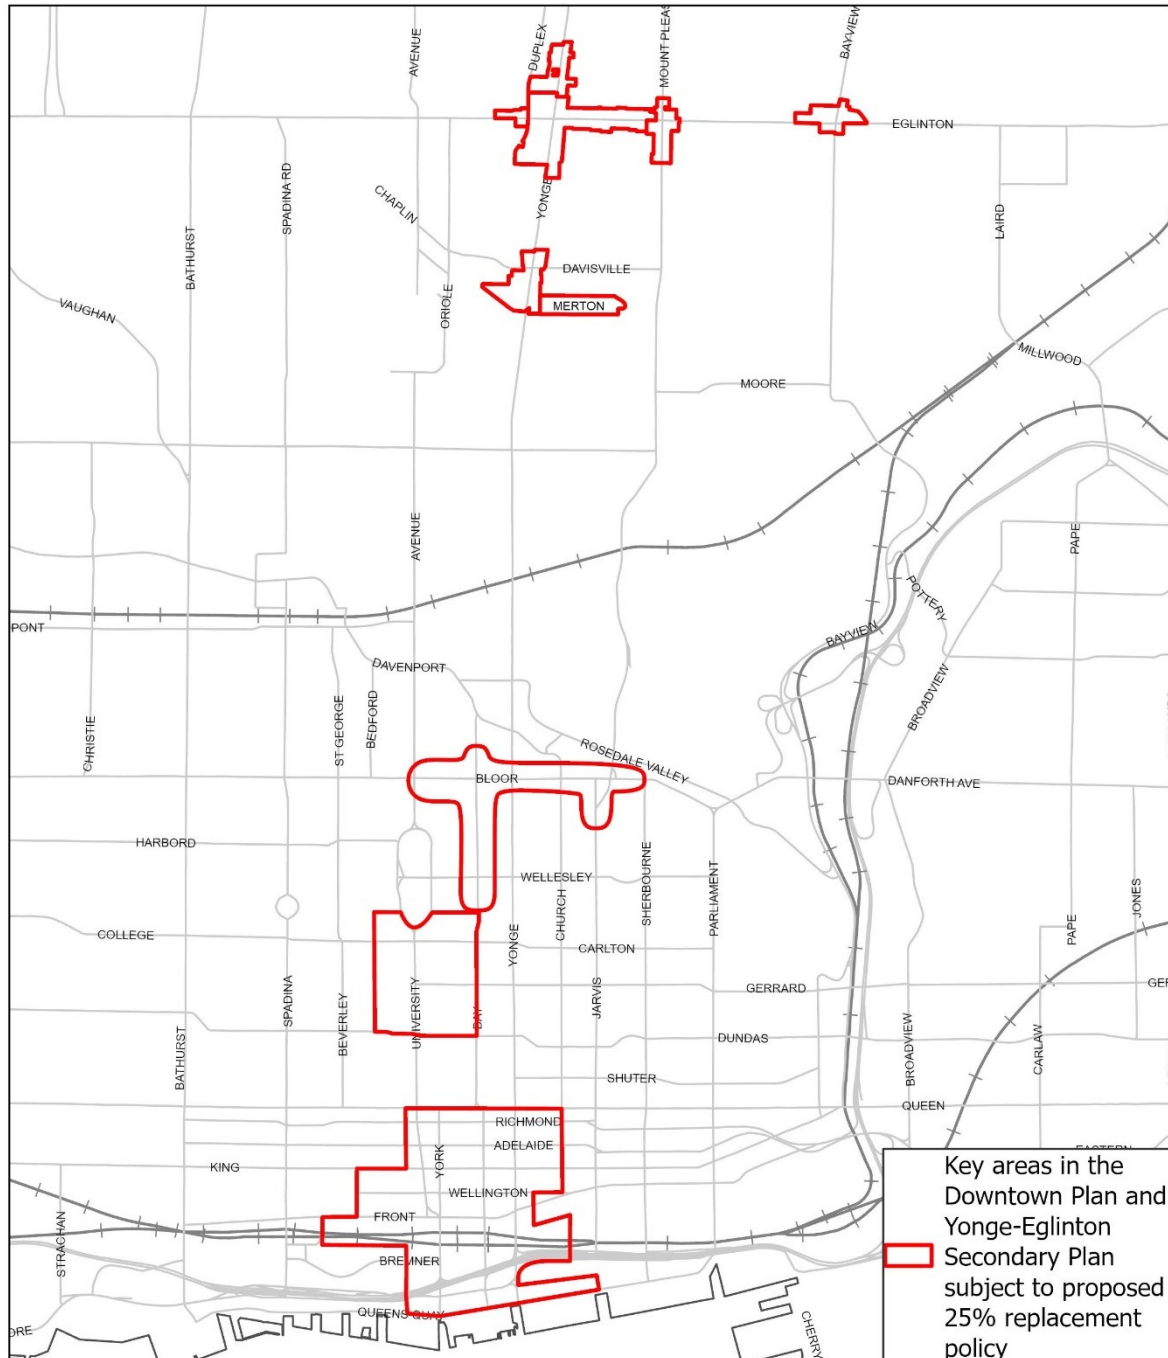 AVENUE
DUPLEX
MOUNT PLEAS
BAYVIEW
EGLINTON
SPADINA RD
CHAPLIN
YONGE
LAIRD
BATHURST
DAVISVILLE
ORIOLE
MERTON
VAUGHAN
MILLWOOD
MOORE
AVENUE
PAPE
POTTERY
PONT
BAYVIEW
DAVENPORT
BROADVIEW
ST GEORGE
BEDFORD
CHRISTIE
ROSEDALE VALLEY
BLOOR
DANFORTH AVE
HARBORD
WELLESLEY
SHERBOURNE
PARLIAMENT
CHURCH
JONES
PAPE
COLLEGE
YONGE
CARLTON
SPADINA
UNIVERSITY
JARVIS
GERRARD
GER
BEVERLEY
BAY
BATHURST
DUNDAS
BROADVIEW
CARLAW
SHUTER
QUEEN
RICHMOND
ADELAIDE
EASTERN
KING
YORK
WELLINGTON
FRONT
STRACHAN
BREMNER
QUEENS QUAY
ORE
CHERRY
Key areas in the
Downtown Plan and
Yonge-Eglinton
Secondary Plan
subject to proposed
25% replacement
policy